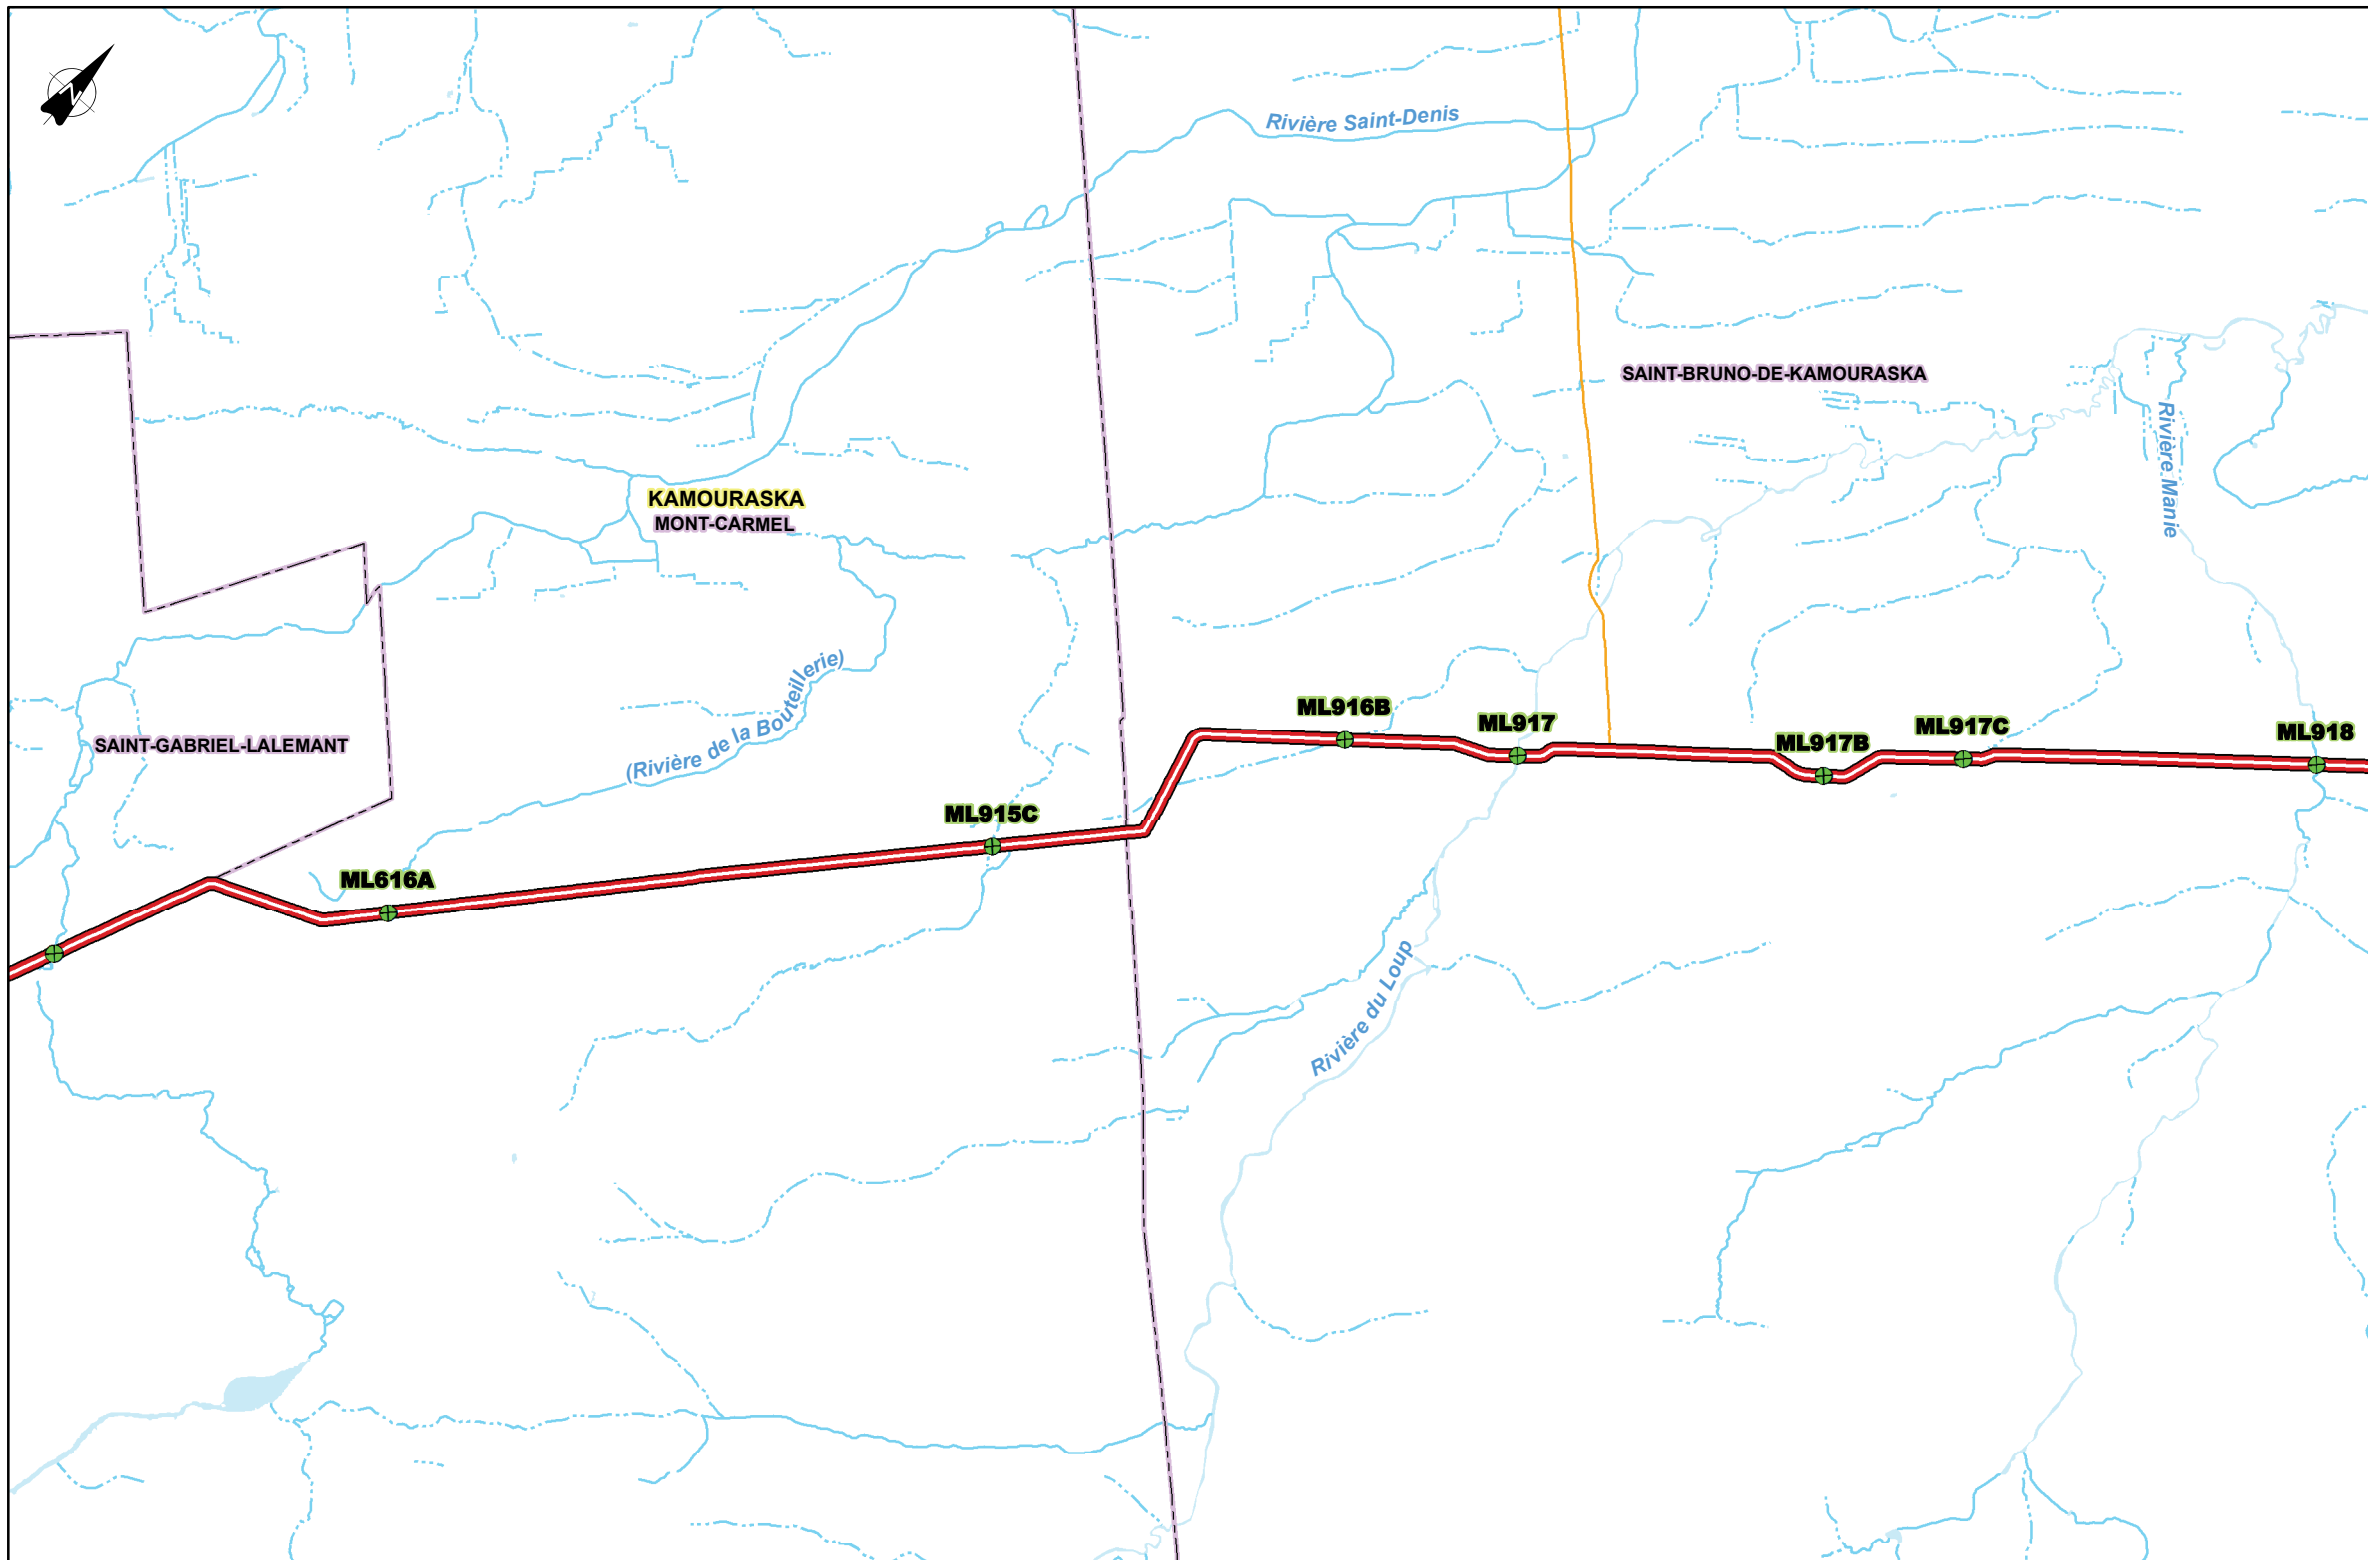 Rivière Saint-Denis
SAINT-BRUNO-DE-KAMOURASKA
Rivière Manie
KAMOURASKA
MONT-CARMEL
(Rivière de la Bouteillerie)
SAINT-GABRIEL-LALEMANT
ML916B
ML917
ML917B
ML917C
ML918
ML915C
ML616A
Rivière du Loup